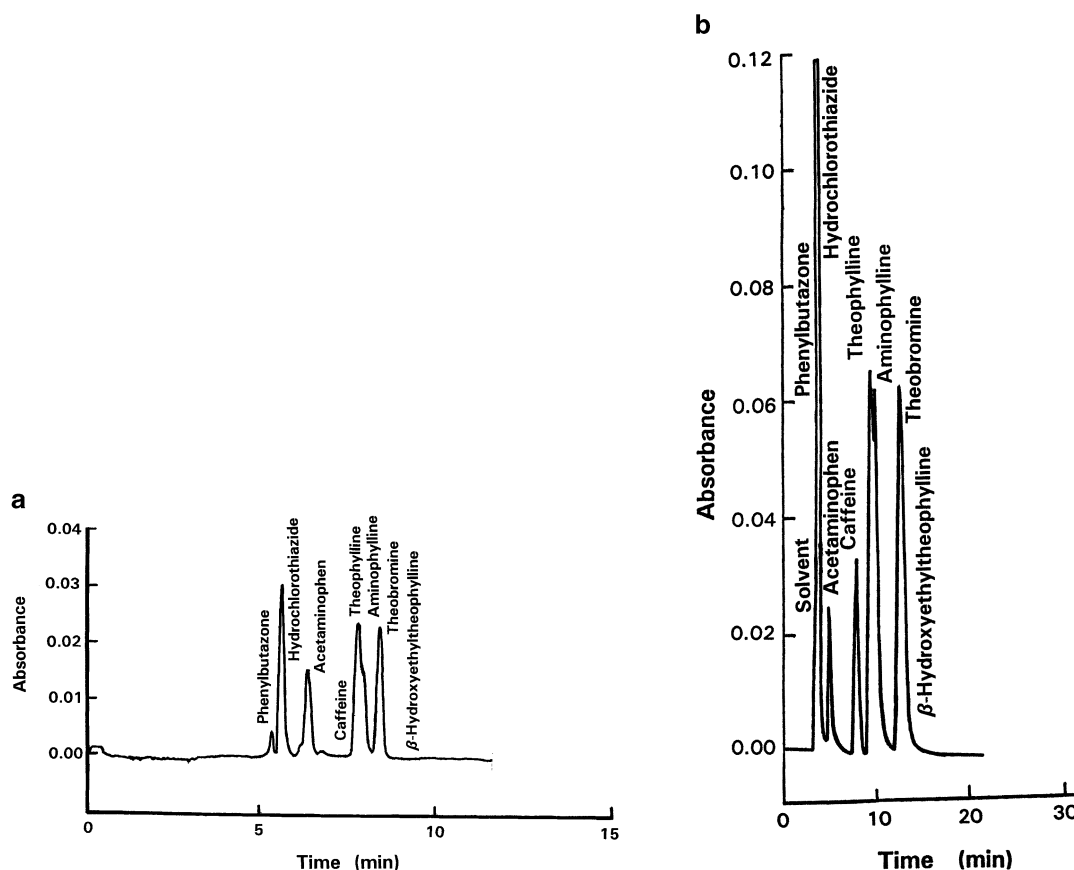 a
0.04
0.03
0.02
0.01
0.00
Absorbance
Phenylbutazone
Hydrochlorothiazide
Acetaminophen
Caffeine
Theophylline
Aminophylline
Theobromine
β-Hydroxyethyltheophylline
0
5
10
15
Time (min)
b
0.12
0.10
0.08
0.06
0.04
0.02
0.00
Absorbance
Solvent
Phenylbutazone
Hydrochlorothiazide
Acetaminophen
Caffeine
Theophylline
Aminophylline
Theobromine
β-Hydroxyethyltheophylline
0
10
20
30
Time (min)